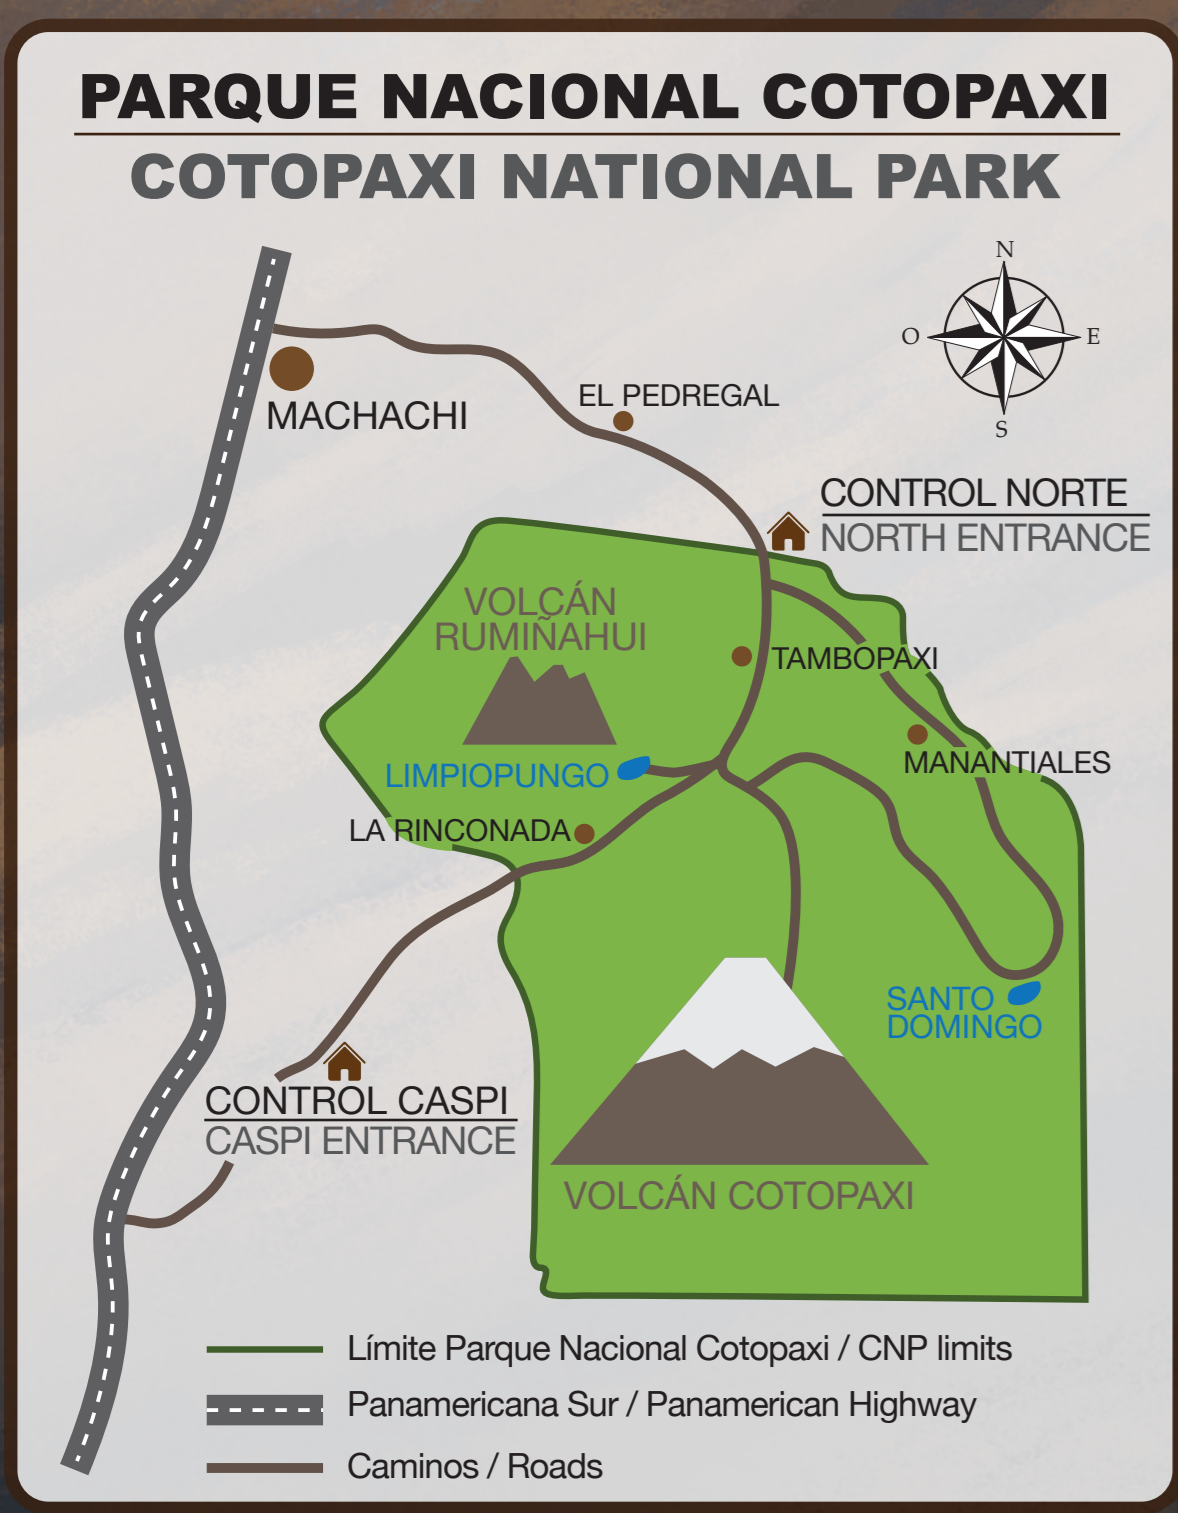 PARQUE NACIONAL COTOPAXI
COTOPAXI NATIONAL PARK
N
O
E
S
MACHACHI
EL PEDREGAL
CONTROL NORTE
NORTH ENTRANCE
VOLCÁN
RUMIÑAHUI
TAMBOPAXI
MANANTIALES
LIMPIOPUNGO
LA RINCONADA
SANTO
DOMINGO
CONTROL CASPI
CASPI ENTRANCE
VOLCÁN COTOPAXI
Límite Parque Nacional Cotopaxi / CNP limits
Panamericana Sur / Panamerican Highway
Caminos / Roads